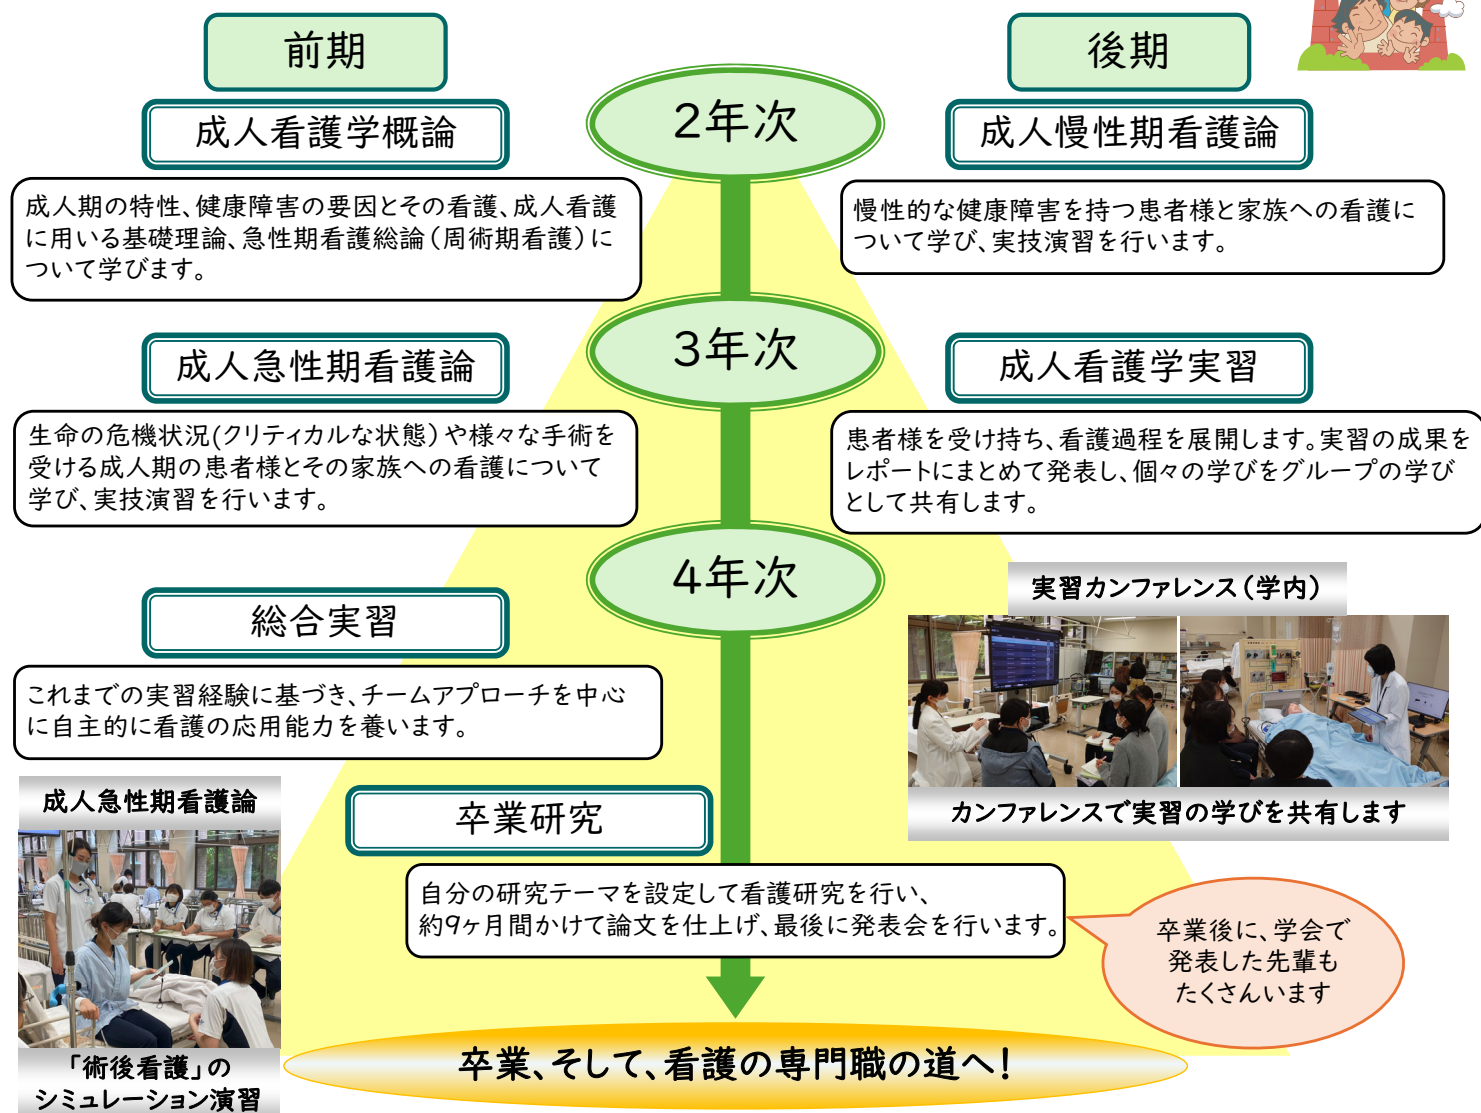 前期
後期
2年次
成人看護学概論
成人慢性期看護論
成人期の特性、健康障害の要因とその看護、成人看護
に用いる基礎理論、急性期看護総論（周術期看護）に
ついて学びます。
慢性的な健康障害を持つ患者様と家族への看護に
ついて学び、実技演習を行います。
3年次
成人急性期看護論
成人看護学実習
生命の危機状況(クリティカルな状態）や様々な手術を
受ける成人期の患者様とその家族への看護について
学び、実技演習を行います。
患者様を受け持ち、看護過程を展開します。実習の成果を
レポートにまとめて発表し、個々の学びをグループの学び
として共有します。
4年次
総合実習
これまでの実習経験に基づき、チームアプローチを中心
に自主的に看護の応用能力を養います。
実習カンファレンス（学内）
カンファレンスで実習の学びを共有します
成人急性期看護論
「術後看護」の
シミュレーション演習
卒業研究
自分の研究テーマを設定して看護研究を行い、
約9ヶ月間かけて論文を仕上げ、最後に発表会を行います。
卒業後に、学会で
発表した先輩も
たくさんいます
卒業、そして、看護の専門職の道へ！